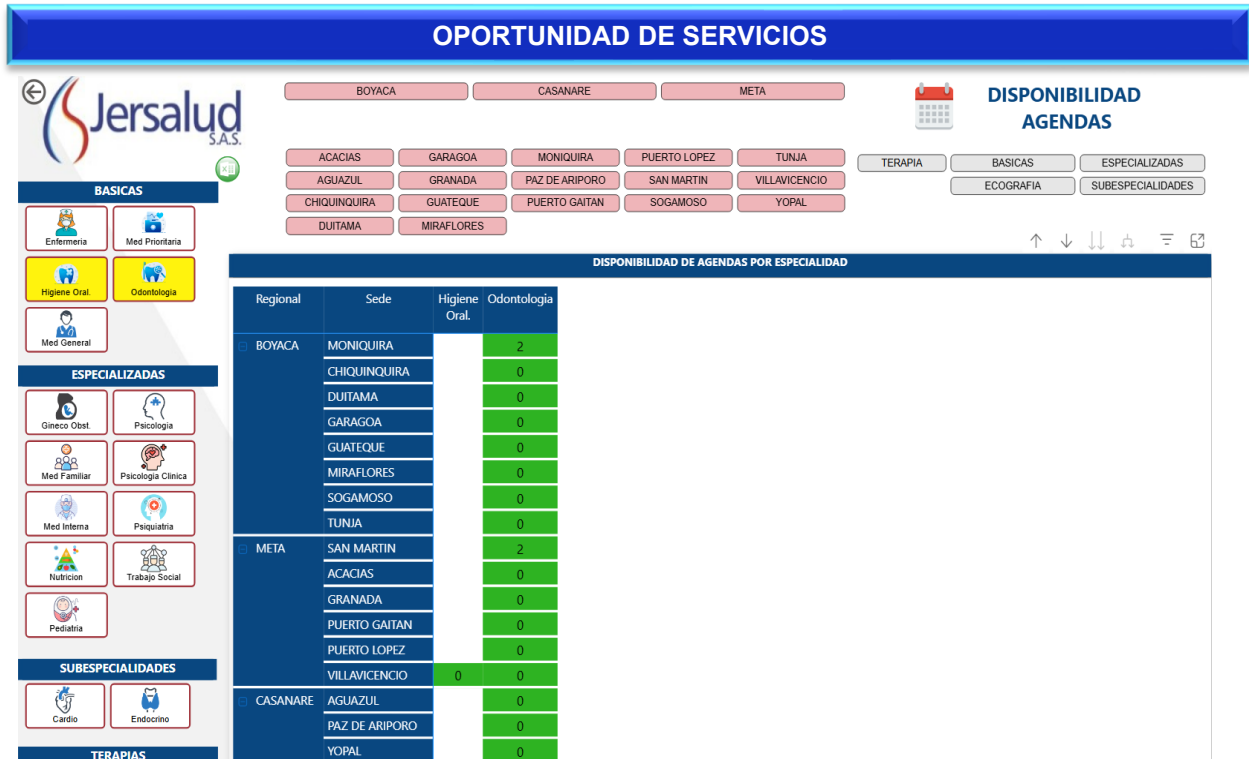 OPORTUNIDAD DE SERVICIOS
Jersalud
S.A.S.
BOYACA CASANARE META
DISPONIBILIDAD
AGENDAS
ACACIAS GARAGOA MONIQUIRA PUERTO LOPEZ TUNJA
AGUAZUL GRANADA PAZ DE ARIPORO SAN MARTIN VILLAVICENCIO
CHIQUINQUIRA GUATEQUE PUERTO GAITAN SOGAMOSO YOPAL
DUITAMA MIRAFLORES
TERAPIA BASICAS ESPECIALIZADAS
ECOGRAFIA SUBESPECIALIDADES
BASICAS
Enfermeria Med Prioritaria
Higiene Oral. Odontologia
Med General
ESPECIALIZADAS
Gineco Obst. Psicologia
Med Familiar Psicologia Clinica
Med Interna Psiquiatria
Nutricion Trabajo Social
Pediatria
SUBESPECIALIDADES
Cardio Endocrino
TERAPIAS
DISPONIBILIDAD DE AGENDAS POR ESPECIALIDAD
Regional Sede Higiene Odontologia
Oral.
BOYACA MONIQUIRA 2
CHIQUINQUIRA 0
DUITAMA 0
GARAGOA 0
GUATEQUE 0
MIRAFLORES 0
SOGAMOSO 0
TUNJA 0
META SAN MARTIN 2
ACACIAS 0
GRANADA 0
PUERTO GAITAN 0
PUERTO LOPEZ 0
VILLAVICENCIO 0 0
CASANARE AGUAZUL 0
PAZ DE ARIPORO 0
YOPAL 0